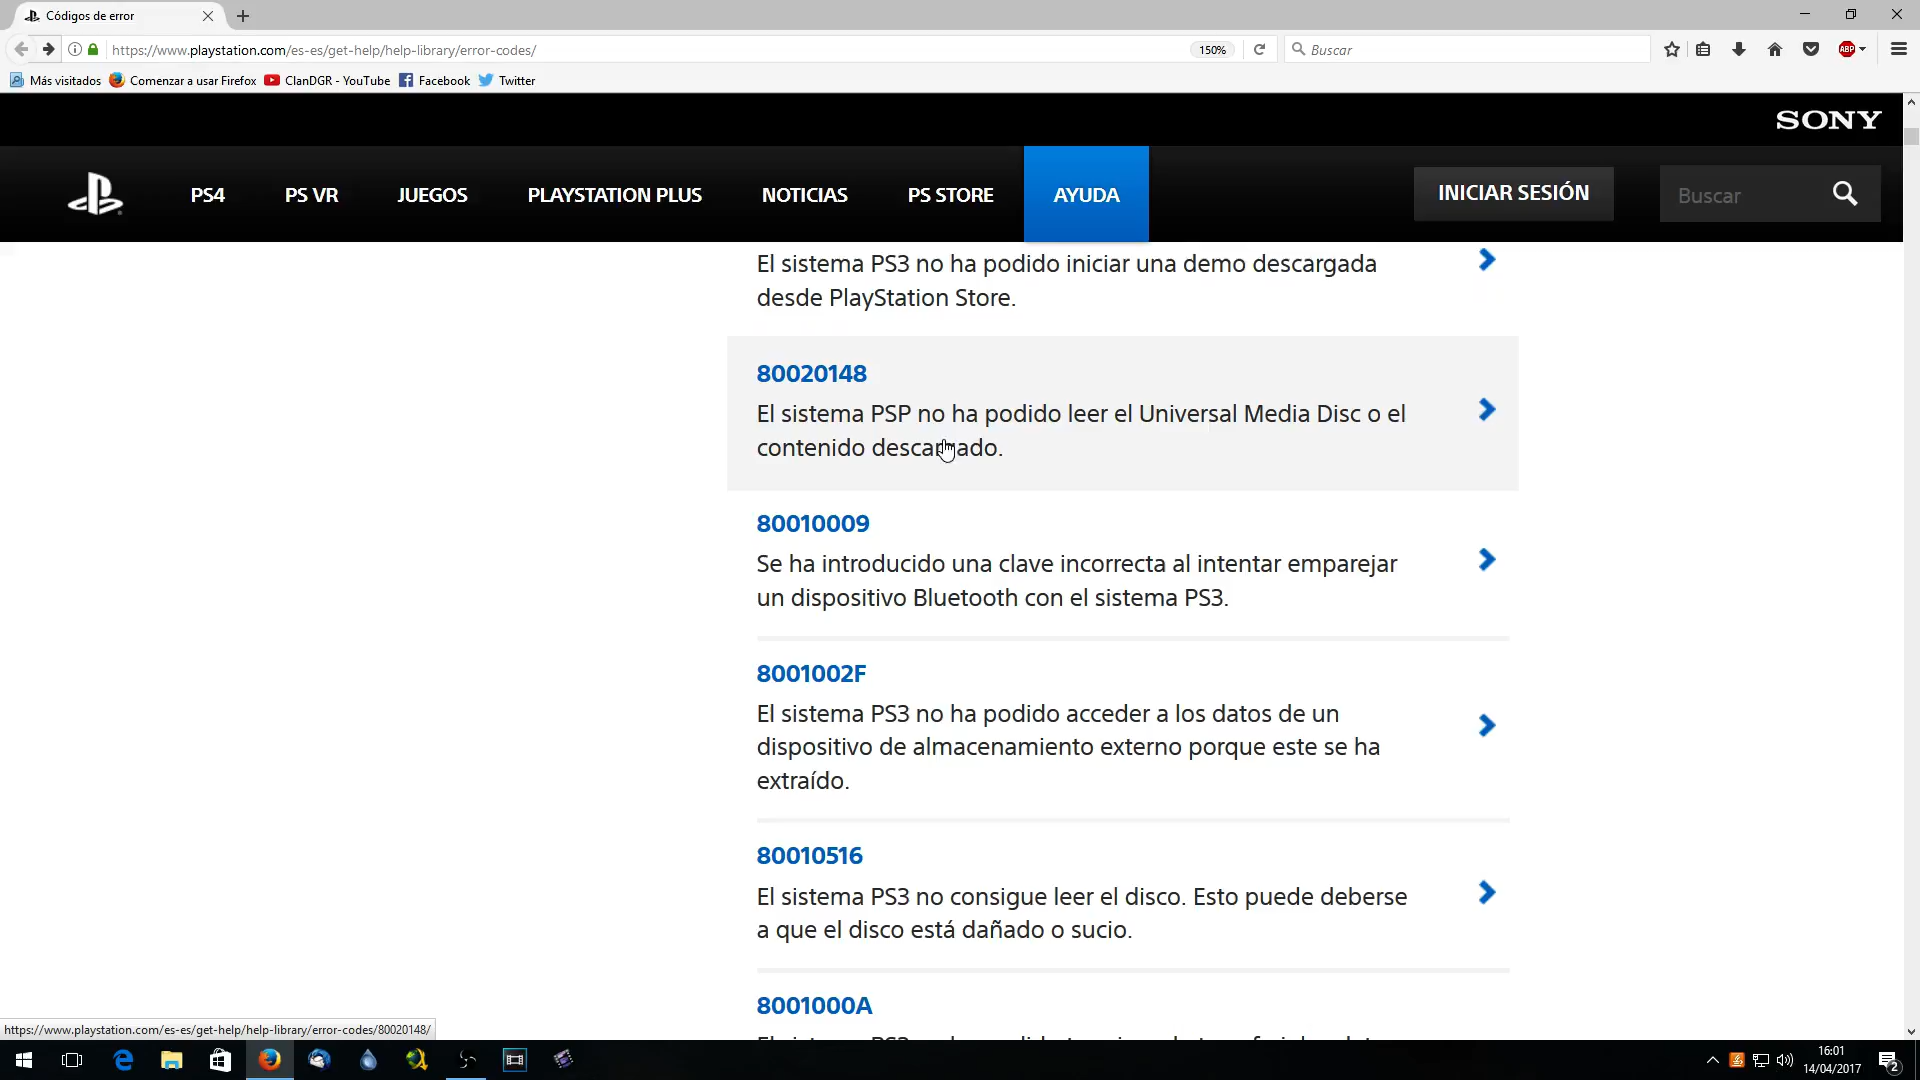 Códigos de error
https://www.playstation.com/es-es/get-help/help-library/error-codes/
150%
Buscar
ABP
Más visitados
Comenzar a usar Firefox
ClanDGR - YouTube
Facebook
Twitter
SONY
PS4
PS VR
JUEGOS
PLAYSTATION PLUS
NOTICIAS
PS STORE
AYUDA
INICIAR SESIÓN
Buscar
El sistema PS3 no ha podido iniciar una demo descargada
desde PlayStation Store.
80020148
El sistema PSP no ha podido leer el Universal Media Disc o el
contenido descargado.
80010009
Se ha introducido una clave incorrecta al intentar emparejar
un dispositivo Bluetooth con el sistema PS3.
8001002F
El sistema PS3 no ha podido acceder a los datos de un
dispositivo de almacenamiento externo porque este se ha
extraído.
80010516
El sistema PS3 no consigue leer el disco. Esto puede deberse
a que el disco está dañado o sucio.
8001000A
https://www.playstation.com/es-es/get-help/help-library/error-codes/80020148/
16:01
14/04/2017
2